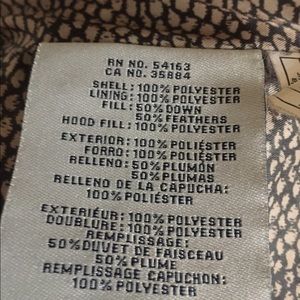 RN NO. 54163
CA NO. 35884
SHELL: 100% POLYESTER
LINING: 100% POLYESTER
FILL: 50% DOWN
50% FEATHERS
HOOD FILL: 100% POLYESTER
EXTERIOR: 100% POLIÉSTER
FORRO: 100% POLIÉSTER
RELLENO: 50% PLUMÓN
50% PLUMAS
RELLENO DE LA CAPUCHA:
100% POLIÉSTER
EXTÉRIEUR: 100% POLYESTER
DOUBLURE: 100% POLYESTER
REMPLISSAGE:
50% DUVET DE FAISCEAU
50% PLUME
REMPLISSAGE CAPUCHON:
100% POLYESTER